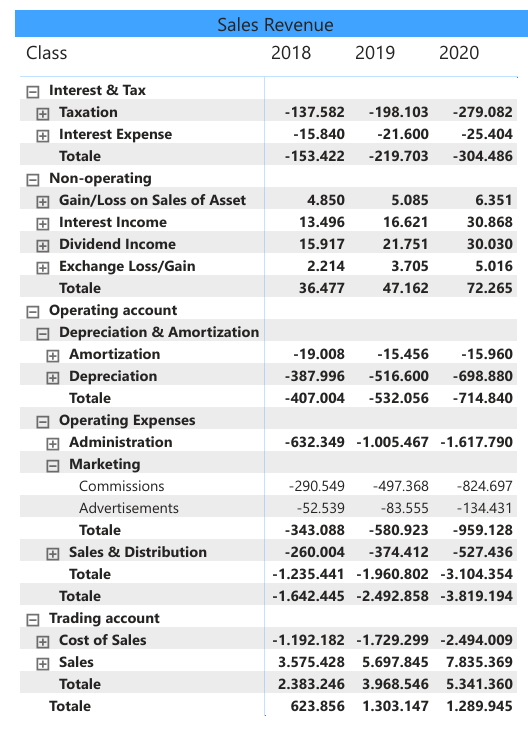 Sales Revenue
Class 2018 2019 2020
Interest & Tax
Taxation -137.582 -198.103 -279.082
Interest Expense -15.840 -21.600 -25.404
Totale -153.422 -219.703 -304.486
Non-operating
Gain/Loss on Sales of Asset 4.850 5.085 6.351
Interest Income 13.496 16.621 30.868
Dividend Income 15.917 21.751 30.030
Exchange Loss/Gain 2.214 3.705 5.016
Totale 36.477 47.162 72.265
Operating account
Depreciation & Amortization
Amortization -19.008 -15.456 -15.960
Depreciation -387.996 -516.600 -698.880
Totale -407.004 -532.056 -714.840
Operating Expenses
Administration -632.349 -1.005.467 -1.617.790
Marketing
Commissions -290.549 -497.368 -824.697
Advertisements -52.539 -83.555 -134.431
Totale -343.088 -580.923 -959.128
Sales & Distribution -260.004 -374.412 -527.436
Totale -1.235.441 -1.960.802 -3.104.354
Totale -1.642.445 -2.492.858 -3.819.194
Trading account
Cost of Sales -1.192.182 -1.729.299 -2.494.009
Sales 3.575.428 5.697.845 7.835.369
Totale 2.383.246 3.968.546 5.341.360
Totale 623.856 1.303.147 1.289.945